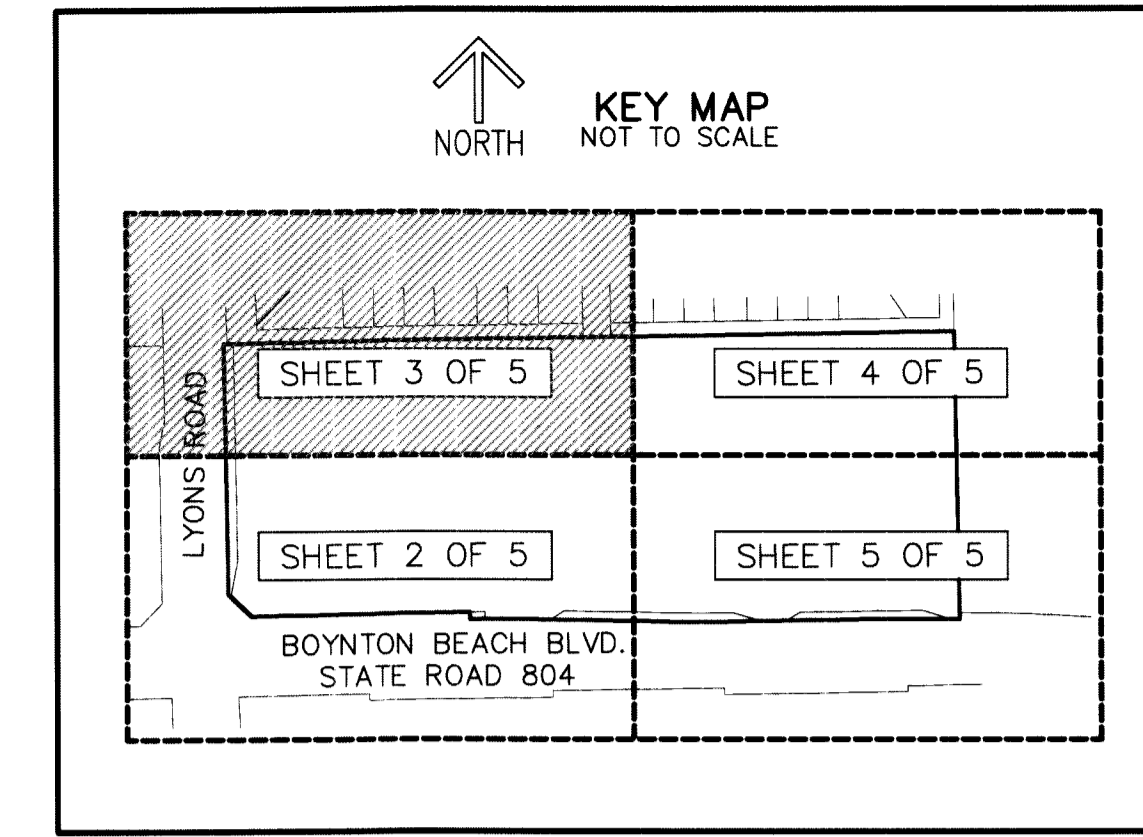 NORTH
KEY MAP
NOT TO SCALE
SHEET 3 OF 5
SHEET 4 OF 5
LYONS ROAD
SHEET 2 OF 5
SHEET 5 OF 5
BOYNTON BEACH BLVD.
STATE ROAD 804